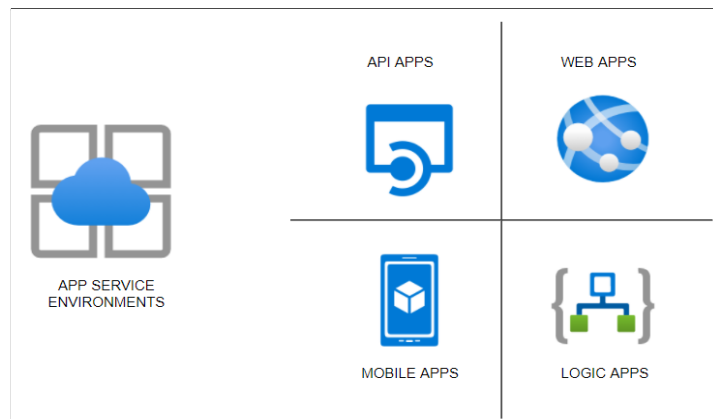 API APPS
WEB APPS
APP SERVICE
ENVIRONMENTS
MOBILE APPS
LOGIC APPS